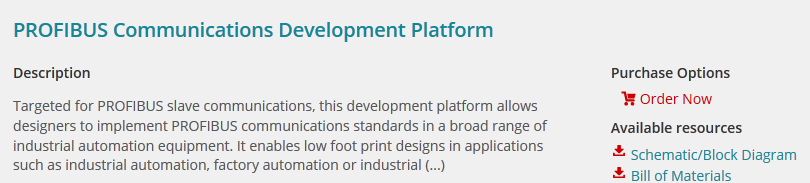 PROFIBUS Communications Development Platform
Description
Targeted for PROFIBUS slave communications, this development platform allows
designers to implement PROFIBUS communications standards in a broad range of
industrial automation equipment. It enables low foot print designs in applications
such as industrial automation, factory automation or industrial (...)
Purchase Options
Order Now
Available resources
Schematic/Block Diagram
Bill of Materials